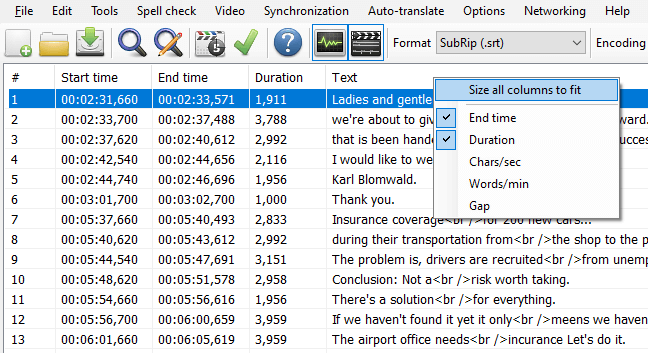 File Edit Tools Spell check Video Synchronization Auto-translate Options Networking Help
Format SubRip (.srt) Encoding
# Start time End time Duration Text
Size all columns to fit
End time
Duration
Chars/sec
Words/min
Gap
1 00:02:31,660 00:02:33,571 1,911 Ladies and gentle
2 00:02:33,700 00:02:37,488 3,788 we're about to giv ward.
3 00:02:37,620 00:02:40,612 2,992 that is been hand succes
4 00:02:42,540 00:02:44,656 2,116 I would like to we
5 00:02:44,740 00:02:46,696 1,956 Karl Blomwald.
6 00:03:01,700 00:03:02,700 1,000 Thank you.
7 00:05:37,660 00:05:40,493 2,833 Insurance coverage<br />for 200 new cars...
8 00:05:40,620 00:05:43,612 2,992 during their transportation from<br />the shop to the p
9 00:05:44,500 00:05:47,691 3,151 The problem is, drivers are recruited<br />from unemp
10 00:05:48,620 00:05:51,578 2,958 Conclusion: Not a<br />risk worth taking.
11 00:05:54,660 00:05:56,616 1,956 There's a solution<br />for everything.
12 00:05:56,700 00:06:00,659 3,959 If we haven't found it yet it only<br />meens we haven
13 00:06:01,660 00:06:05,619 3,959 The airport office needs<br />incurance Let's do it.